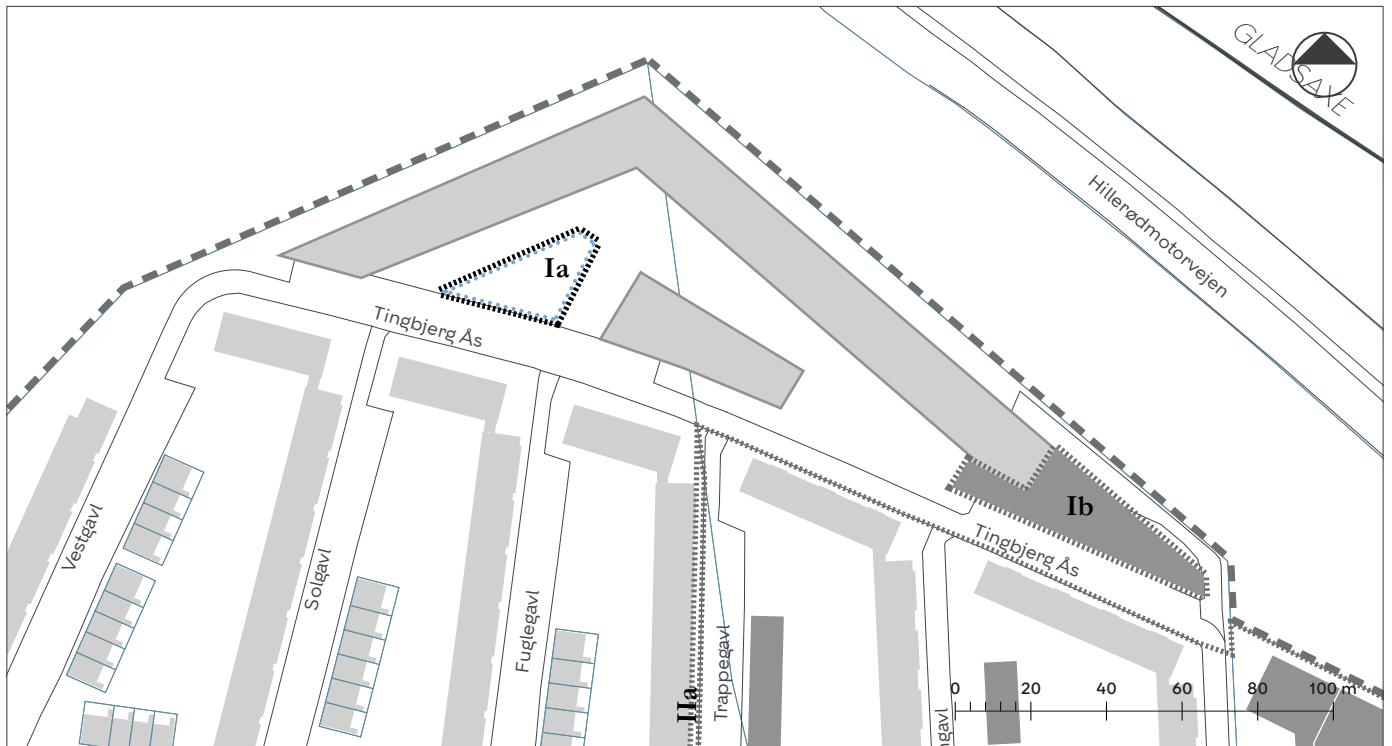 GLADSAXE
Hillerødmotorvejen
Ia
Tingbjerg Ås
Ib
Tingbjerg Ås
Vestgavl
Solgavl
Fuglegavl
IIa
Trappegavl
ngavl
0 20 40 60 80 100 m